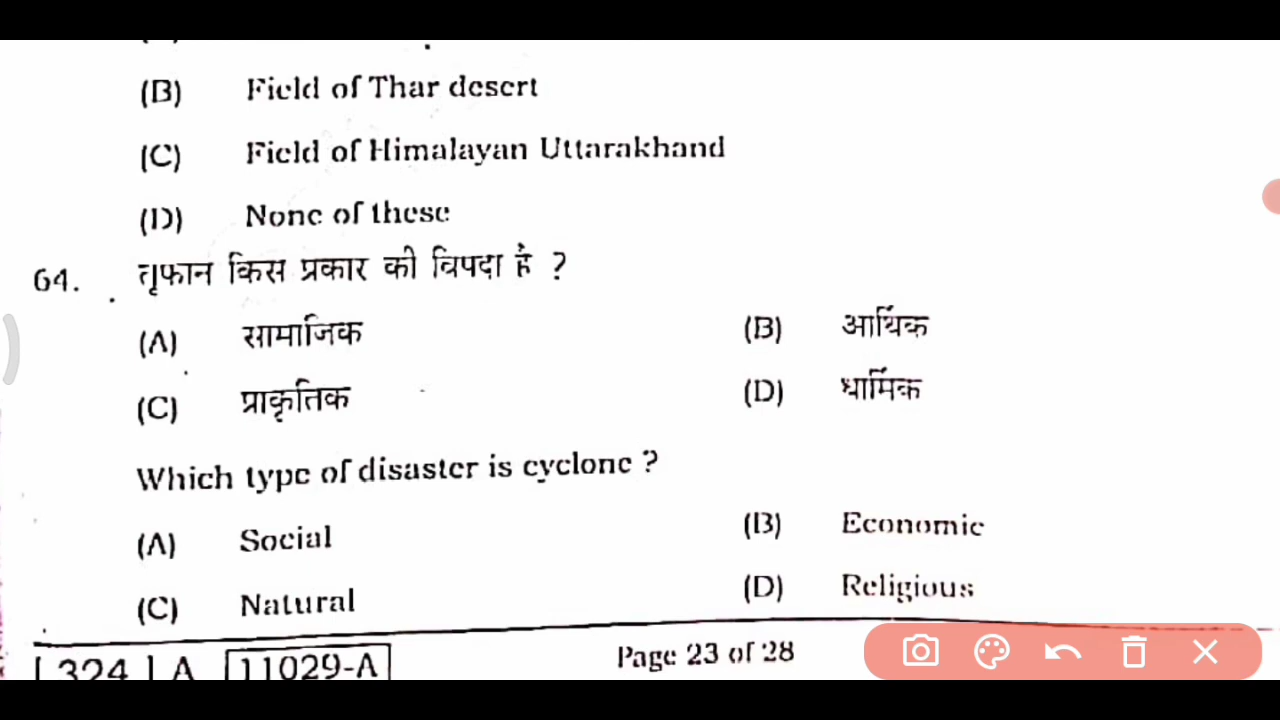 (B) Field of Thar desert
(C) Field of Himalayan Uttarakhand
(D) None of these
64. तूफान किस प्रकार की विपदा है ?
(A) सामाजिक (B) आर्थिक
(C) प्राकृतिक (D) धार्मिक
Which type of disaster is cyclone ?
(A) Social (B) Economic
(C) Natural (D) Religious
[ 324 ] A 11029-A Page 23 of 28